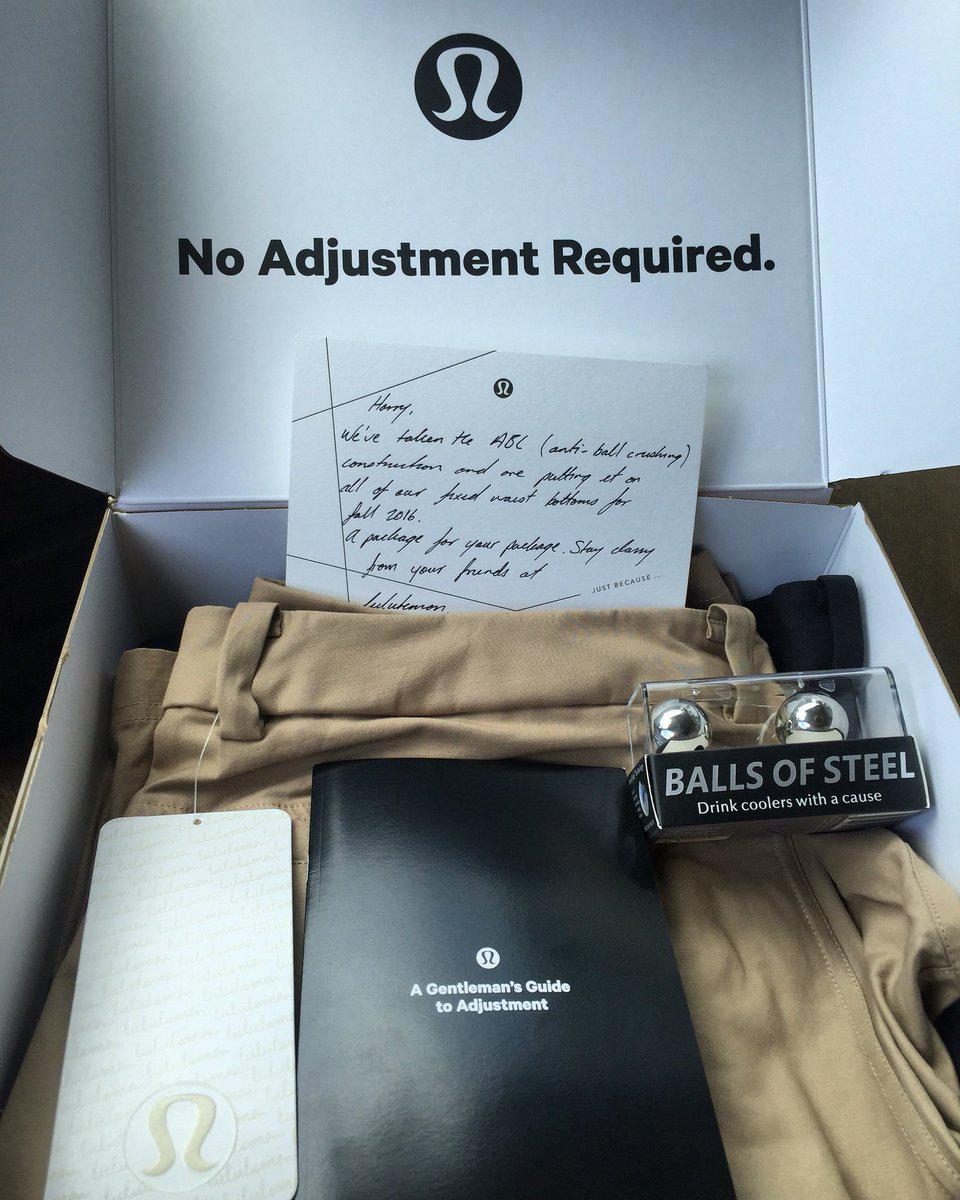 No Adjustment Required.
Harry,
We've taken the ABC (anti-ball crushing)
construction and are putting it on
all of our fixed waist bottoms for
fall 2016.
A package for your package. Stay classy
from your friends at
lululemon
JUST BECAUSE ...
BALLS OF STEEL
Drink coolers with a cause
A Gentleman's Guide
to Adjustment
lululemon